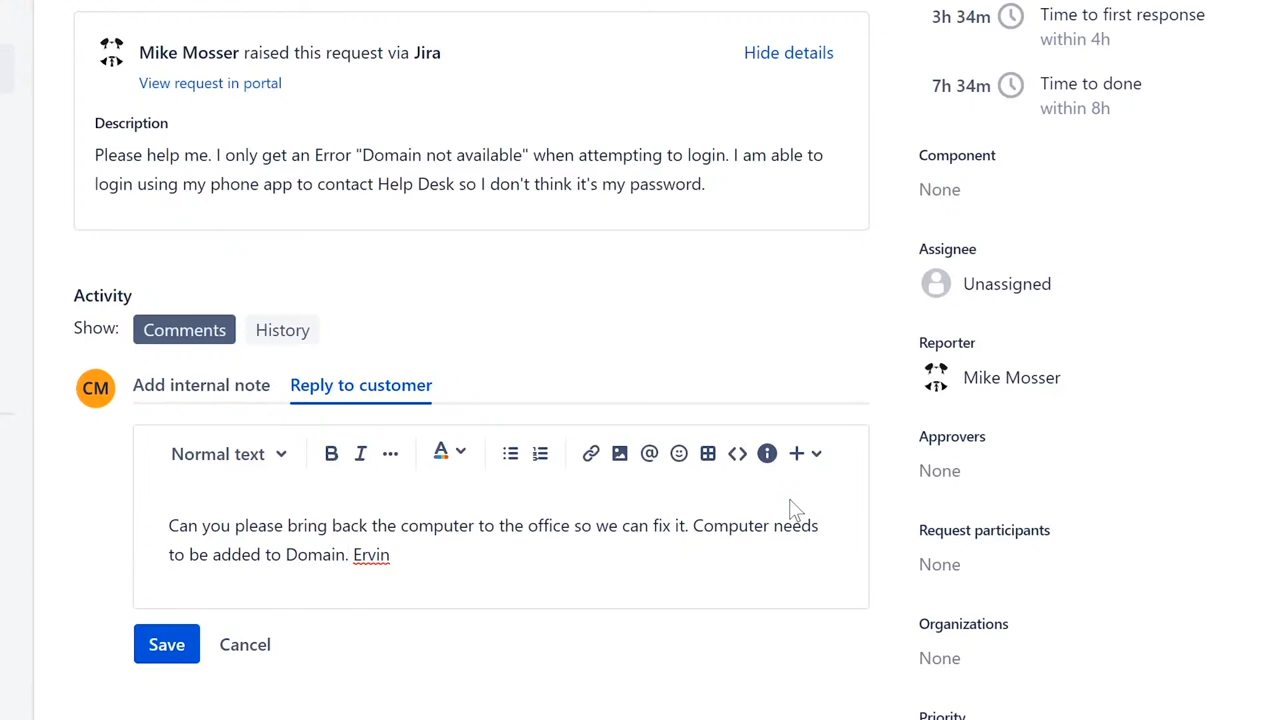 Mike Mosser raised this request via Jira
Hide details
View request in portal
Description
Please help me. I only get an Error "Domain not available" when attempting to login. I am able to
login using my phone app to contact Help Desk so I don't think it's my password.
Activity
Show:
Comments
History
CM
Add internal note
Reply to customer
Normal text
B
I
A
Can you please bring back the computer to the office so we can fix it. Computer needs
to be added to Domain. Ervin
Save
Cancel
3h 34m
Time to first response
within 4h
7h 34m
Time to done
within 8h
Component
None
Assignee
Unassigned
Reporter
Mike Mosser
Approvers
None
Request participants
None
Organizations
None
Priority